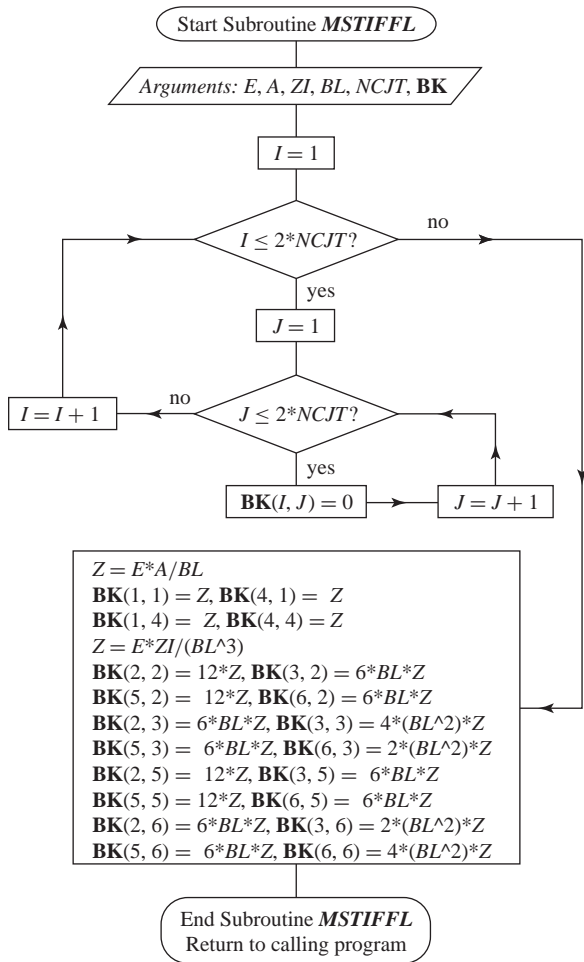 Start Subroutine MSTIFFL
Arguments: E, A, ZI, BL, NCJT, BK
I = 1
I ≤ 2*NCJT?
no
yes
J = 1
I = I + 1
no
J ≤ 2*NCJT?
yes
BK(I, J) = 0
J = J + 1
Z = E*A/BL
BK(1, 1) = Z, BK(4, 1) = Z
BK(1, 4) = Z, BK(4, 4) = Z
Z = E*ZI/(BL^3)
BK(2, 2) = 12*Z, BK(3, 2) = 6*BL*Z
BK(5, 2) = 12*Z, BK(6, 2) = 6*BL*Z
BK(2, 3) = 6*BL*Z, BK(3, 3) = 4*(BL^2)*Z
BK(5, 3) = 6*BL*Z, BK(6, 3) = 2*(BL^2)*Z
BK(2, 5) = 12*Z, BK(3, 5) = 6*BL*Z
BK(5, 5) = 12*Z, BK(6, 5) = 6*BL*Z
BK(2, 6) = 6*BL*Z, BK(3, 6) = 2*(BL^2)*Z
BK(5, 6) = 6*BL*Z, BK(6, 6) = 4*(BL^2)*Z
End Subroutine MSTIFFL
Return to calling program